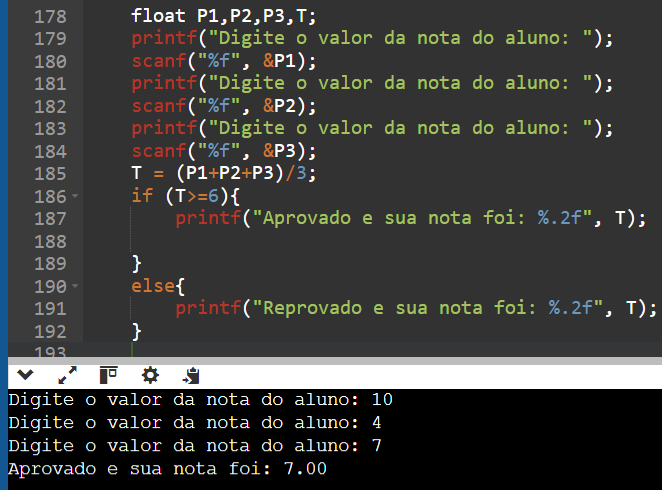 178 float P1,P2,P3,T;
179 printf("Digite o valor da nota do aluno: ");
180 scanf("%f", &P1);
181 printf("Digite o valor da nota do aluno: ");
182 scanf("%f", &P2);
183 printf("Digite o valor da nota do aluno: ");
184 scanf("%f", &P3);
185 T = (P1+P2+P3)/3;
186 if (T>=6){
187 printf("Aprovado e sua nota foi: %.2f", T);
188
189 }
190 else{
191 printf("Reprovado e sua nota foi: %.2f", T);
192 }
193
Digite o valor da nota do aluno: 10
Digite o valor da nota do aluno: 4
Digite o valor da nota do aluno: 7
Aprovado e sua nota foi: 7.00